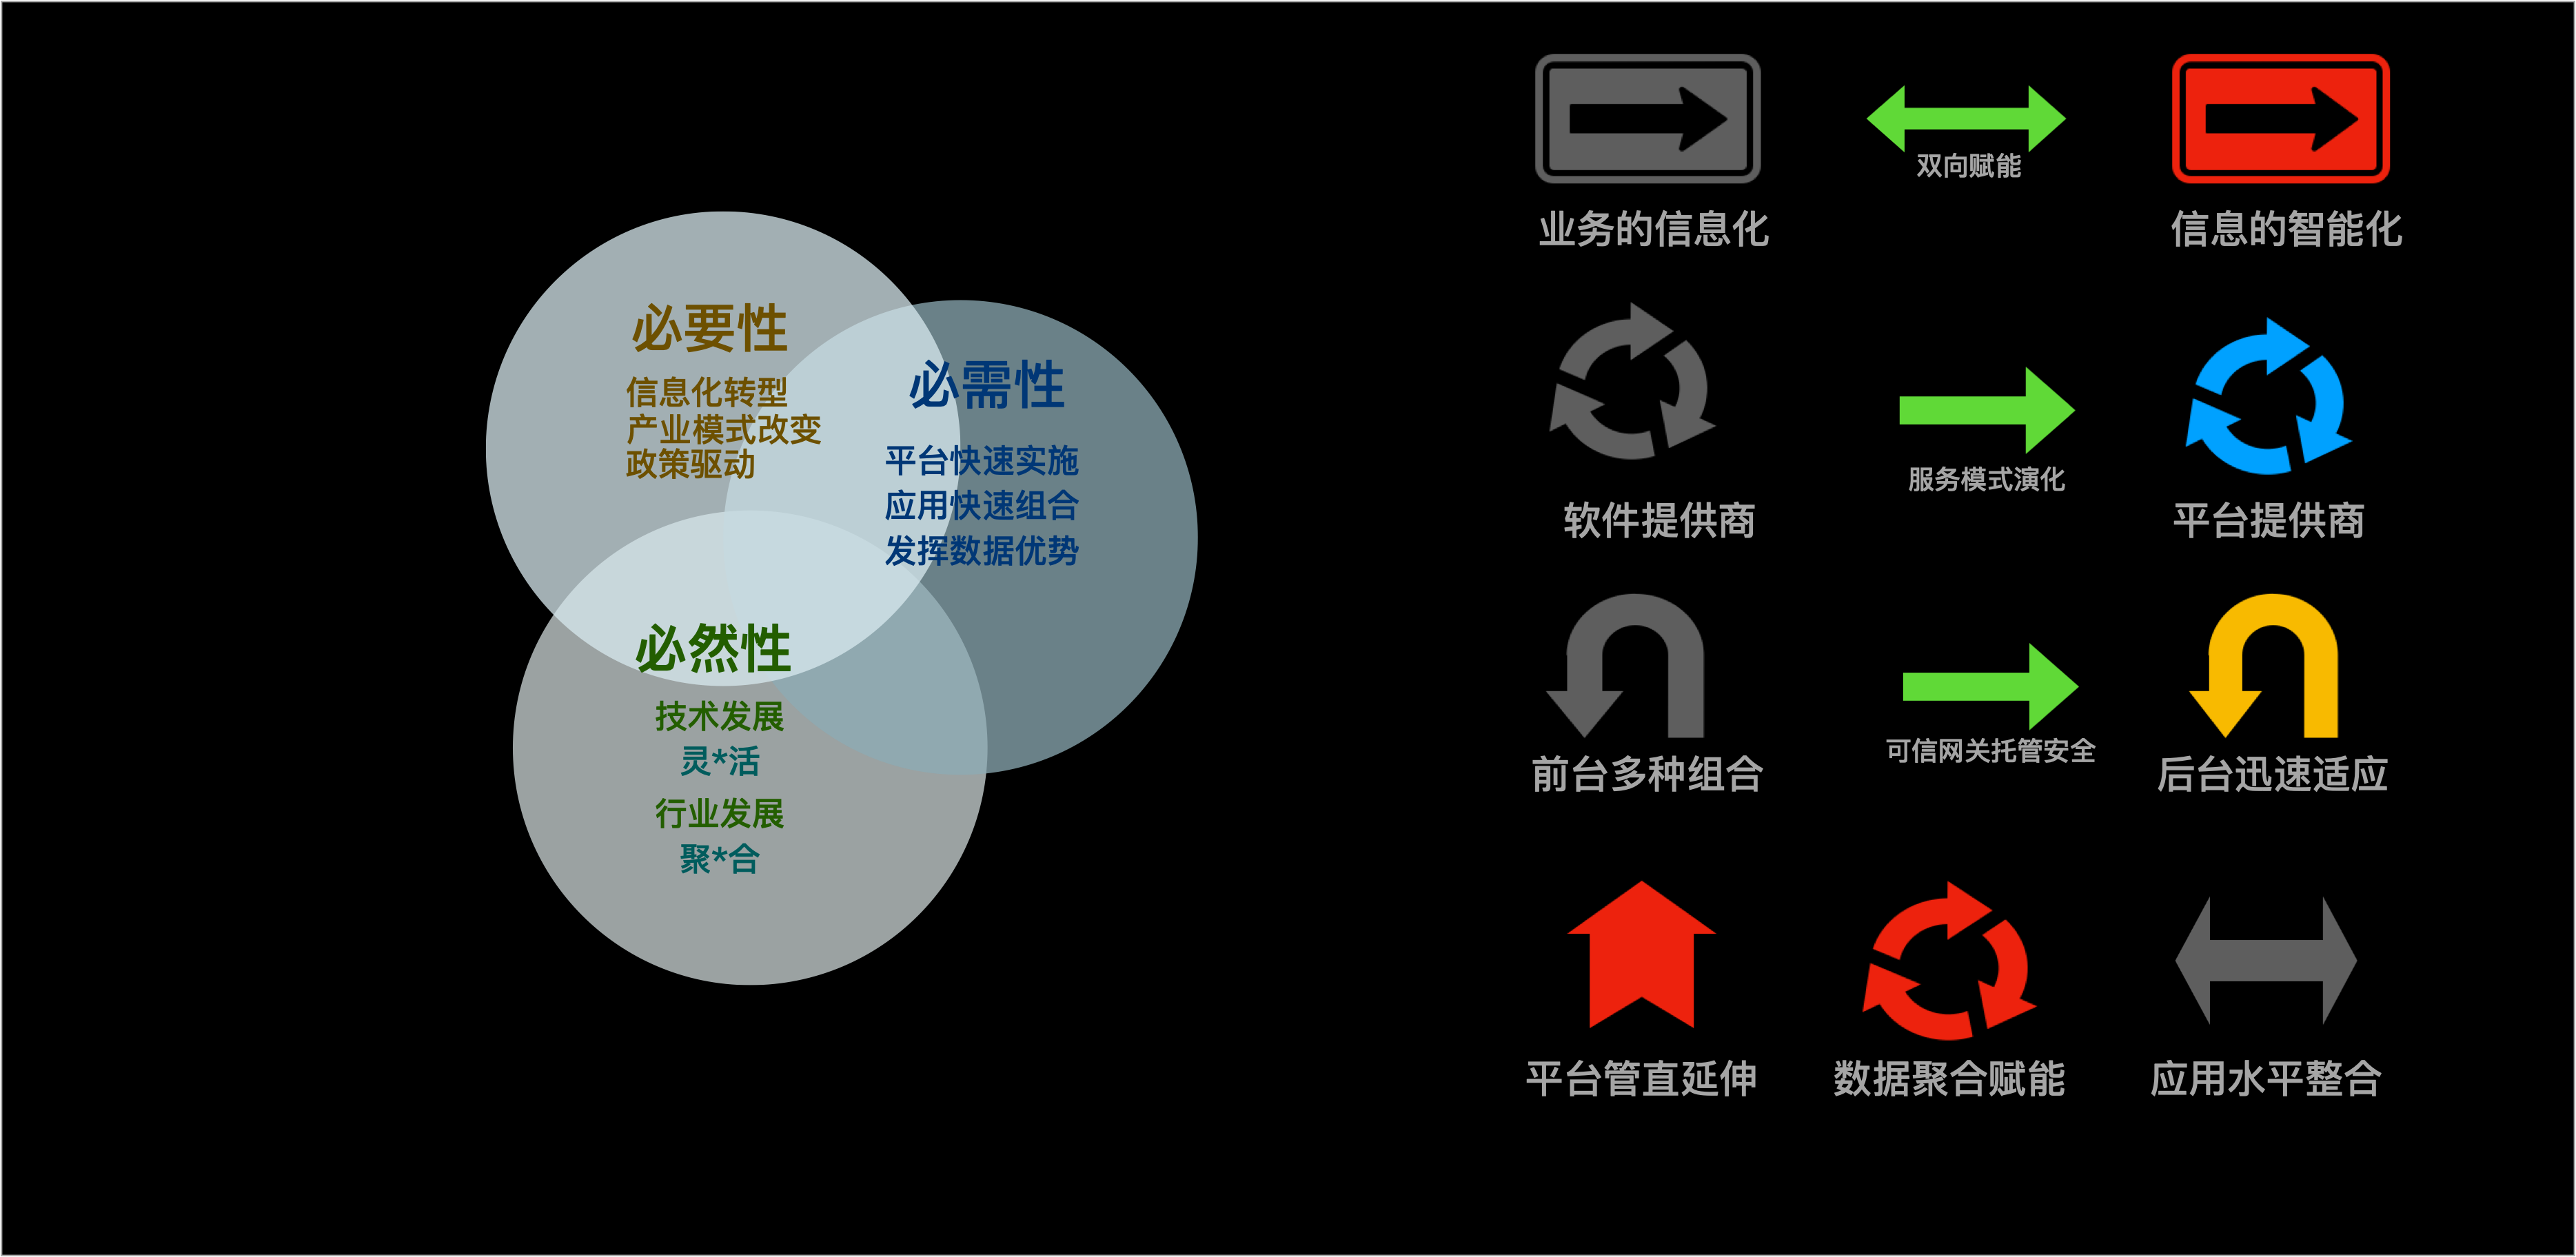 必要性
信息化转型
产业模式改变
政策驱动
必需性
平台快速实施
应用快速组合
发挥数据优势
必然性
技术发展
灵*活
行业发展
聚*合
双向赋能
业务的信息化
信息的智能化
服务模式演化
软件提供商
平台提供商
可信网关托管安全
前台多种组合
后台迅速适应
平台管直延伸
数据聚合赋能
应用水平整合